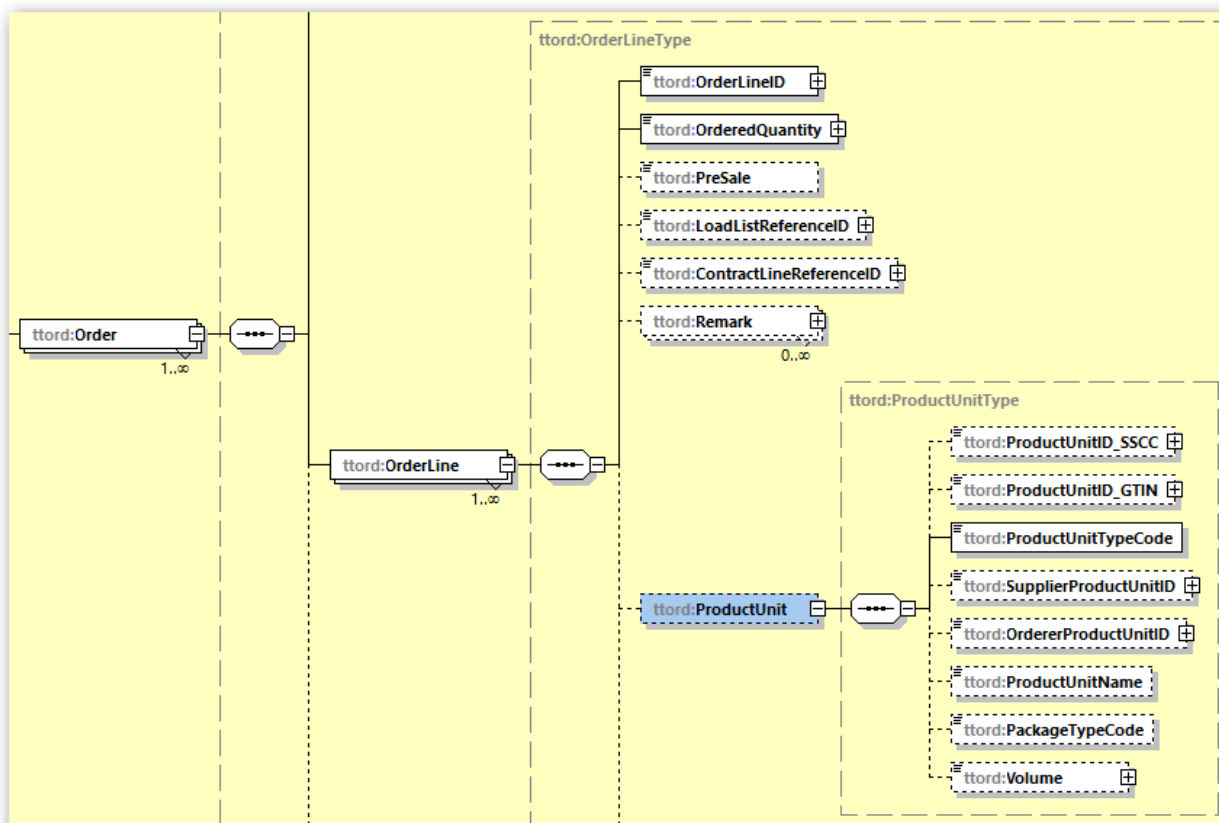 ttord:OrderLineType
ttord:OrderLineID
ttord:OrderedQuantity
ttord:PreSale
ttord:LoadListReferenceID
ttord:ContractLineReferenceID
ttord:Remark
0..∞
ttord:Order
1..∞
ttord:OrderLine
1..∞
ttord:ProductUnitType
ttord:ProductUnitID_SSCC
ttord:ProductUnitID_GTIN
ttord:ProductUnitTypeCode
ttord:SupplierProductUnitID
ttord:ProductUnit
ttord:OrdererProductUnitID
ttord:ProductUnitName
ttord:PackageTypeCode
ttord:Volume